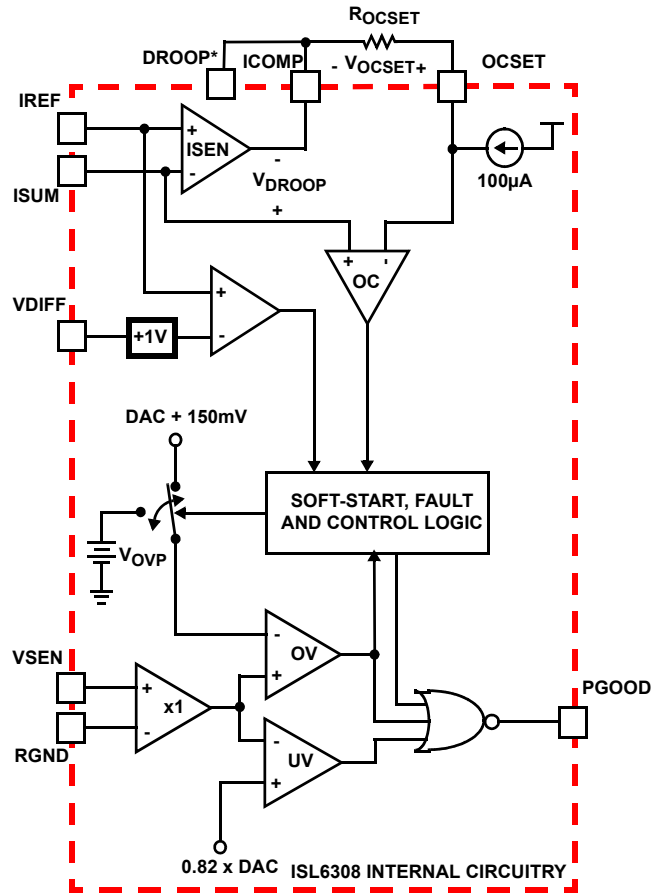 ROCSET
DROOP* ICOMP - VOCSET+ OCSET
IREF
+
ISEN
-
-
VDROOP
+
100µA
ISUM
+ -
OC
VDIFF
+1V
+
-
DAC + 150mV
SOFT-START, FAULT
AND CONTROL LOGIC
VOVP
-
OV
+
VSEN
+
x1
-
RGND
PGOOD
-
UV
+
0.82 x DAC
ISL6308 INTERNAL CIRCUITRY